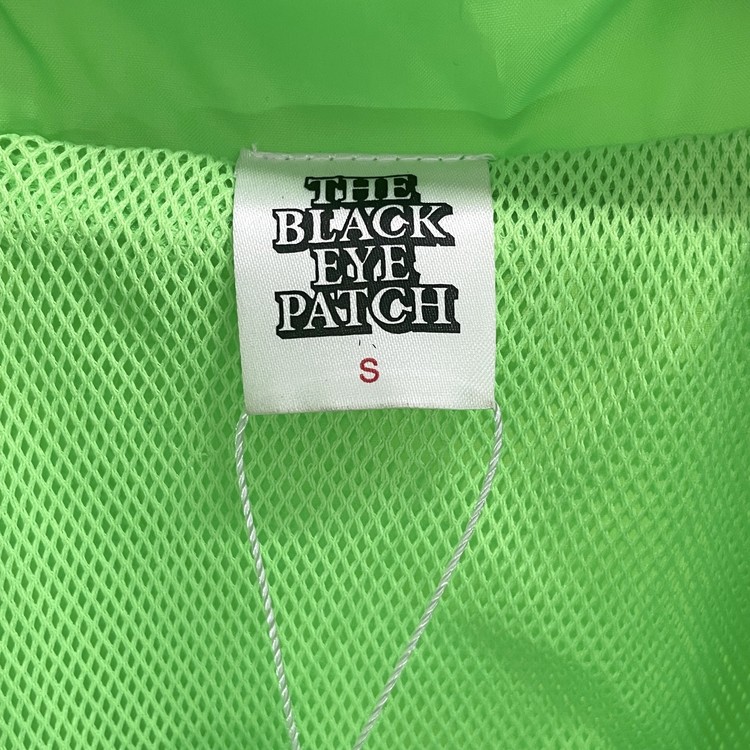 THE
BLACK
EYE
PATCH
S